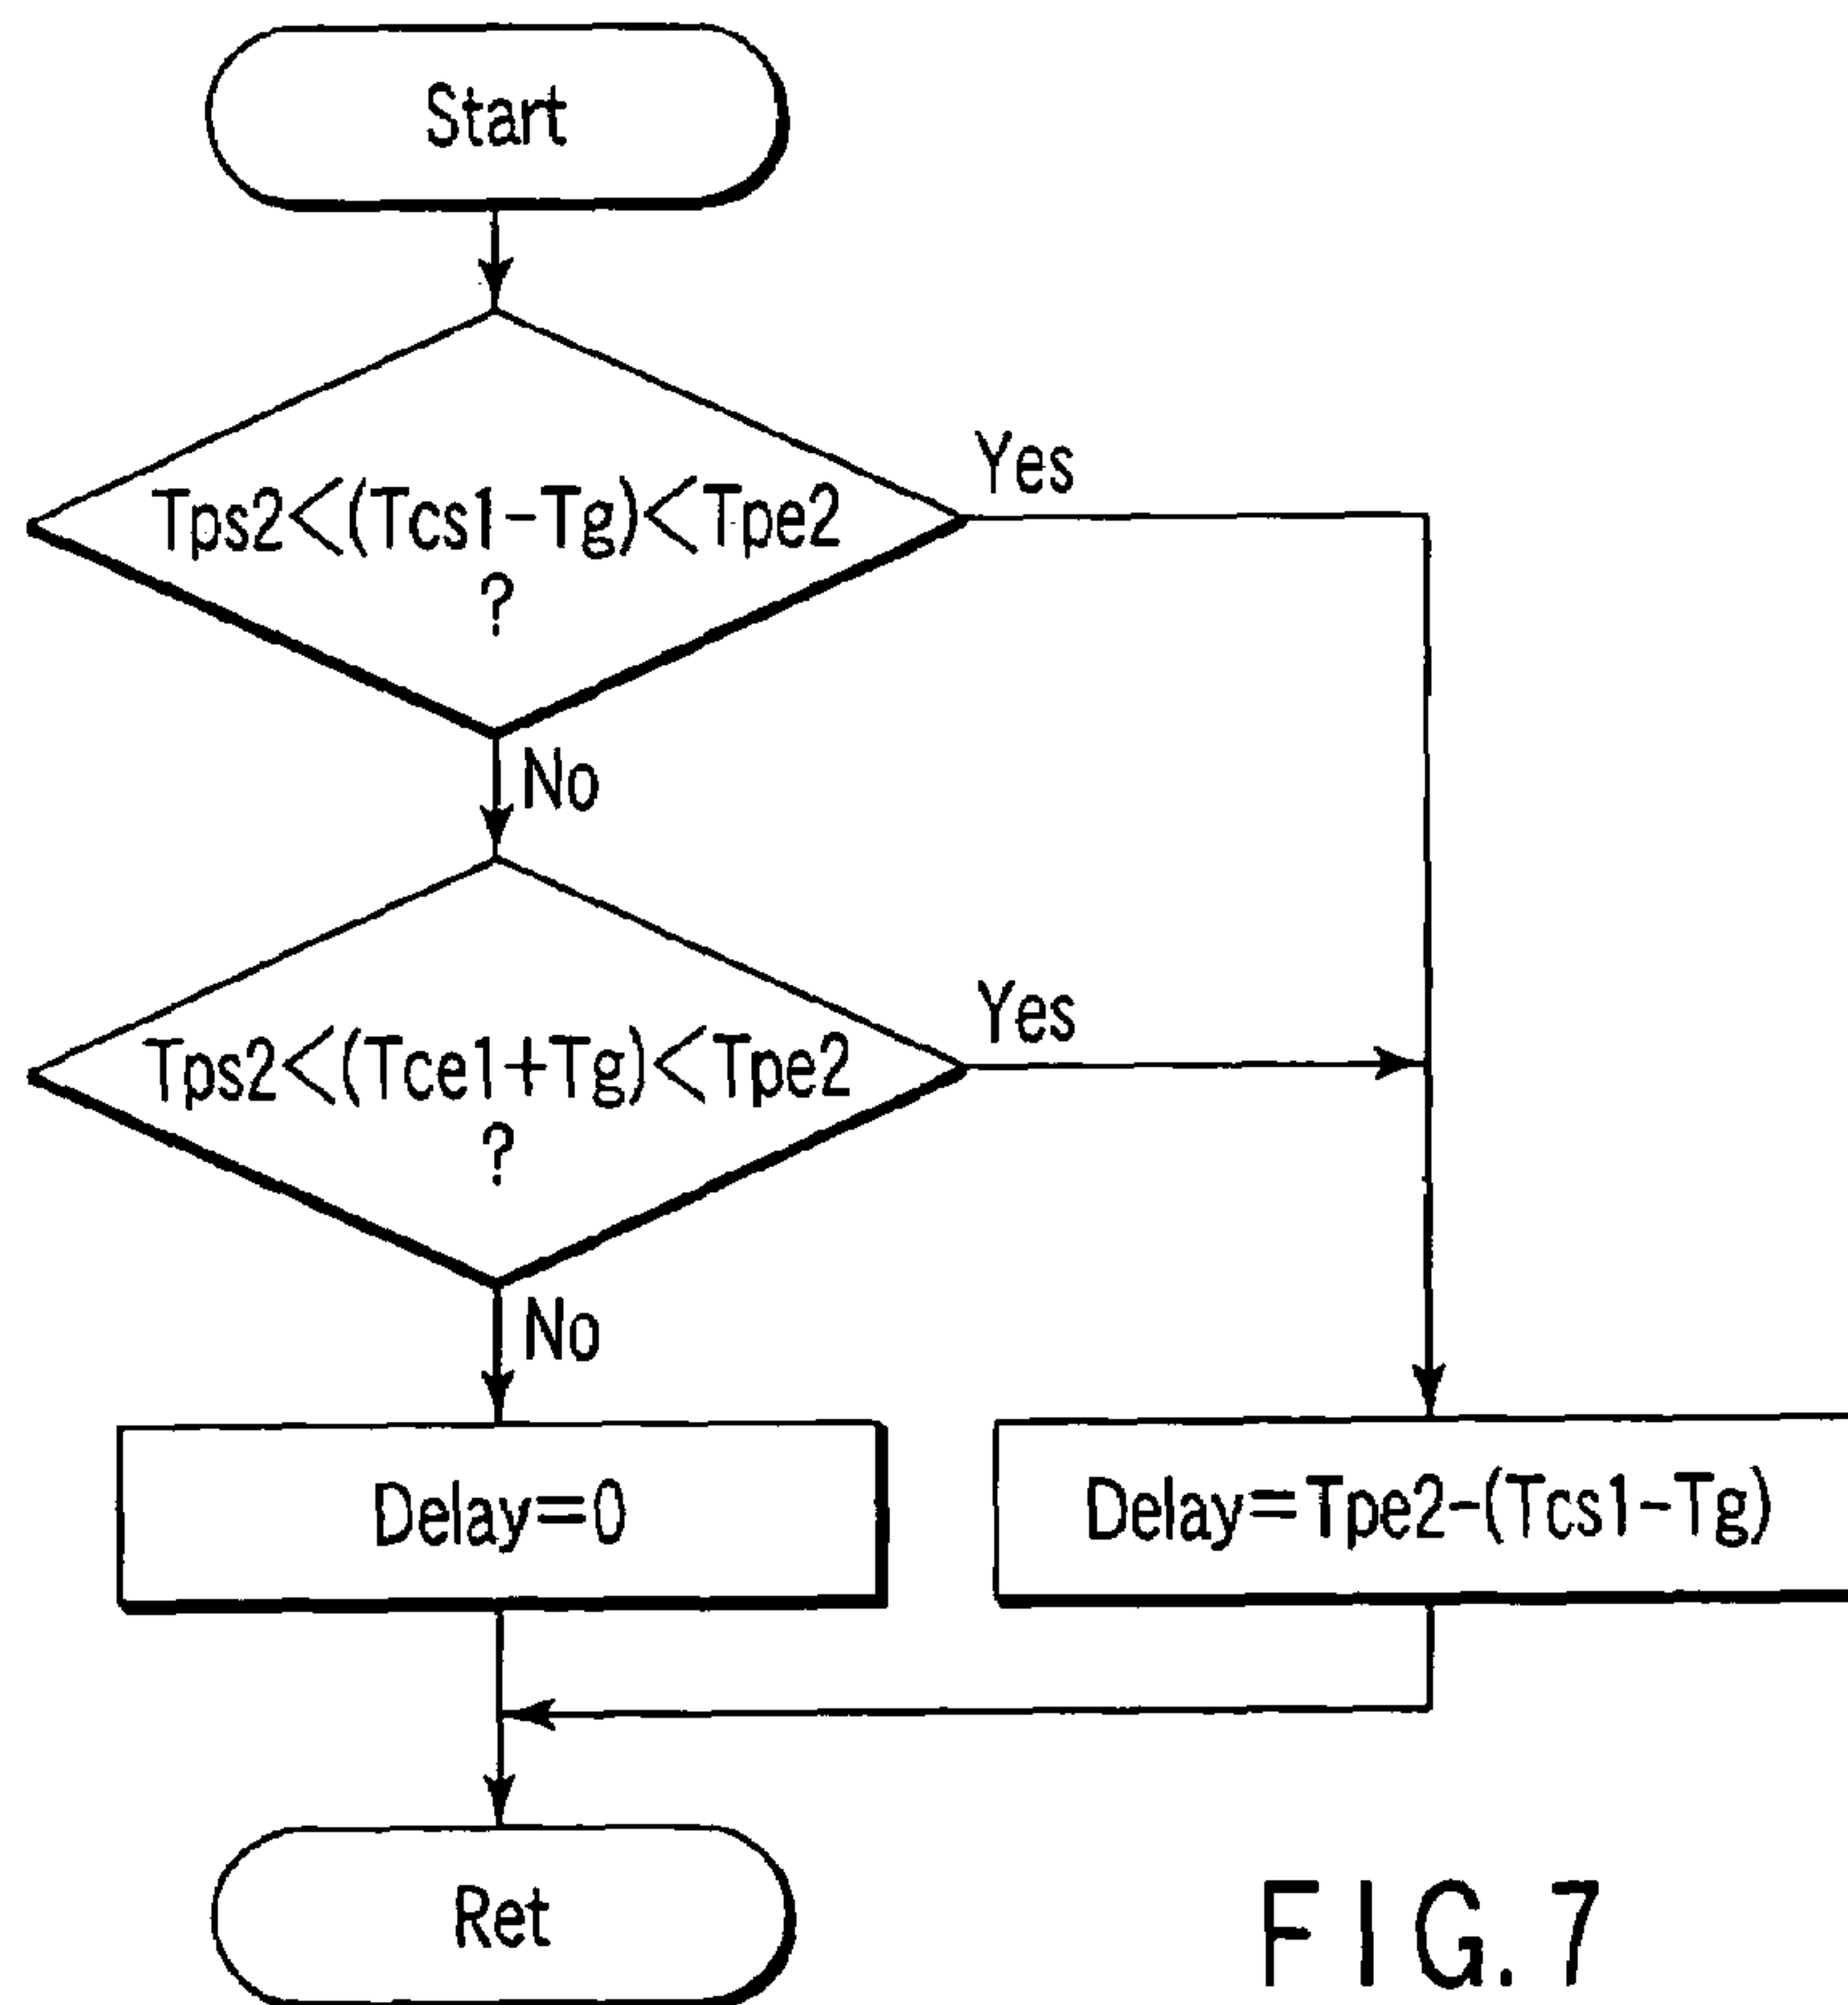 Start
Tps2<(Tcs1-Tg)<Tpe2
?
Yes
No
Tps2<(Tce1+Tg)<Tpe2
?
Yes
No
Delay=0
Delay=Tpe2-(Tcs1-Tg)
Ret
FIG. 7